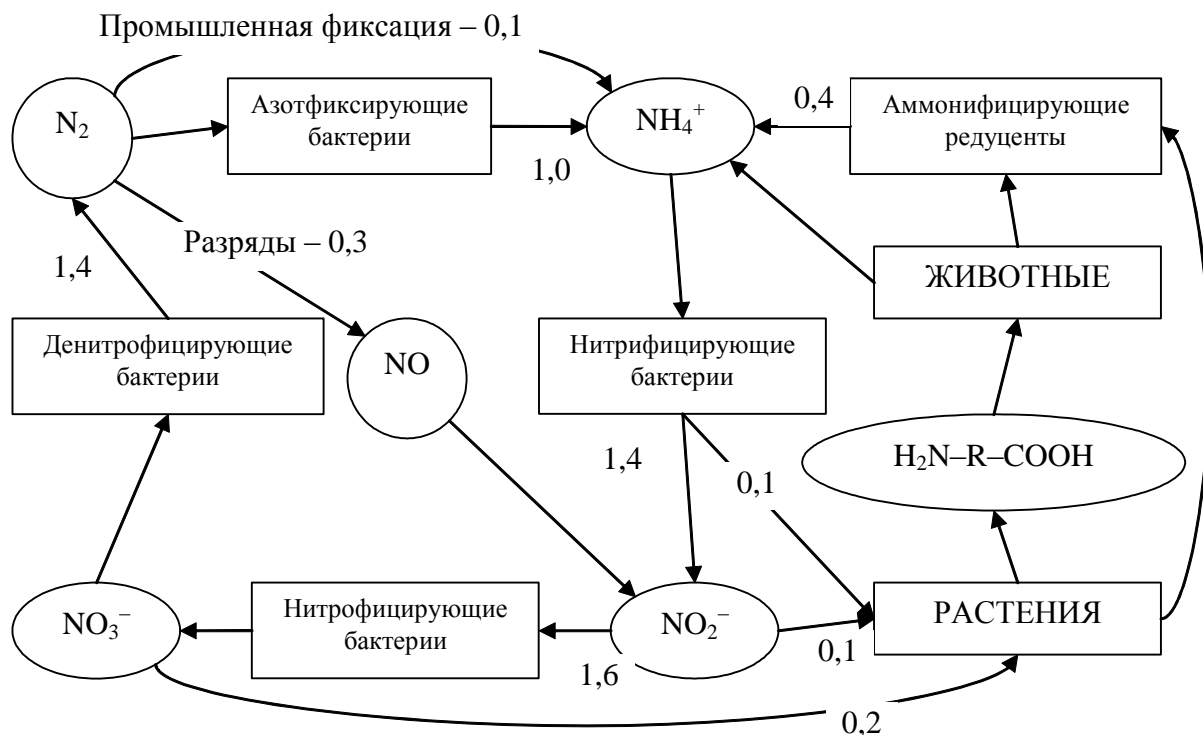 Промышленная фиксация – 0,1
N₂
Азотфиксирующие
бактерии
NH₄⁺
0,4
Аммонифицирующие
редуценты
1,0
Разряды – 0,3
1,4
ЖИВОТНЫЕ
Денитрофицирующие
бактерии
NO
Нитрифицирующие
бактерии
1,4
0,1
H₂N–R–COOH
NO₃⁻
Нитрофицирующие
бактерии
NO₂⁻
РАСТЕНИЯ
1,6
0,1
0,2